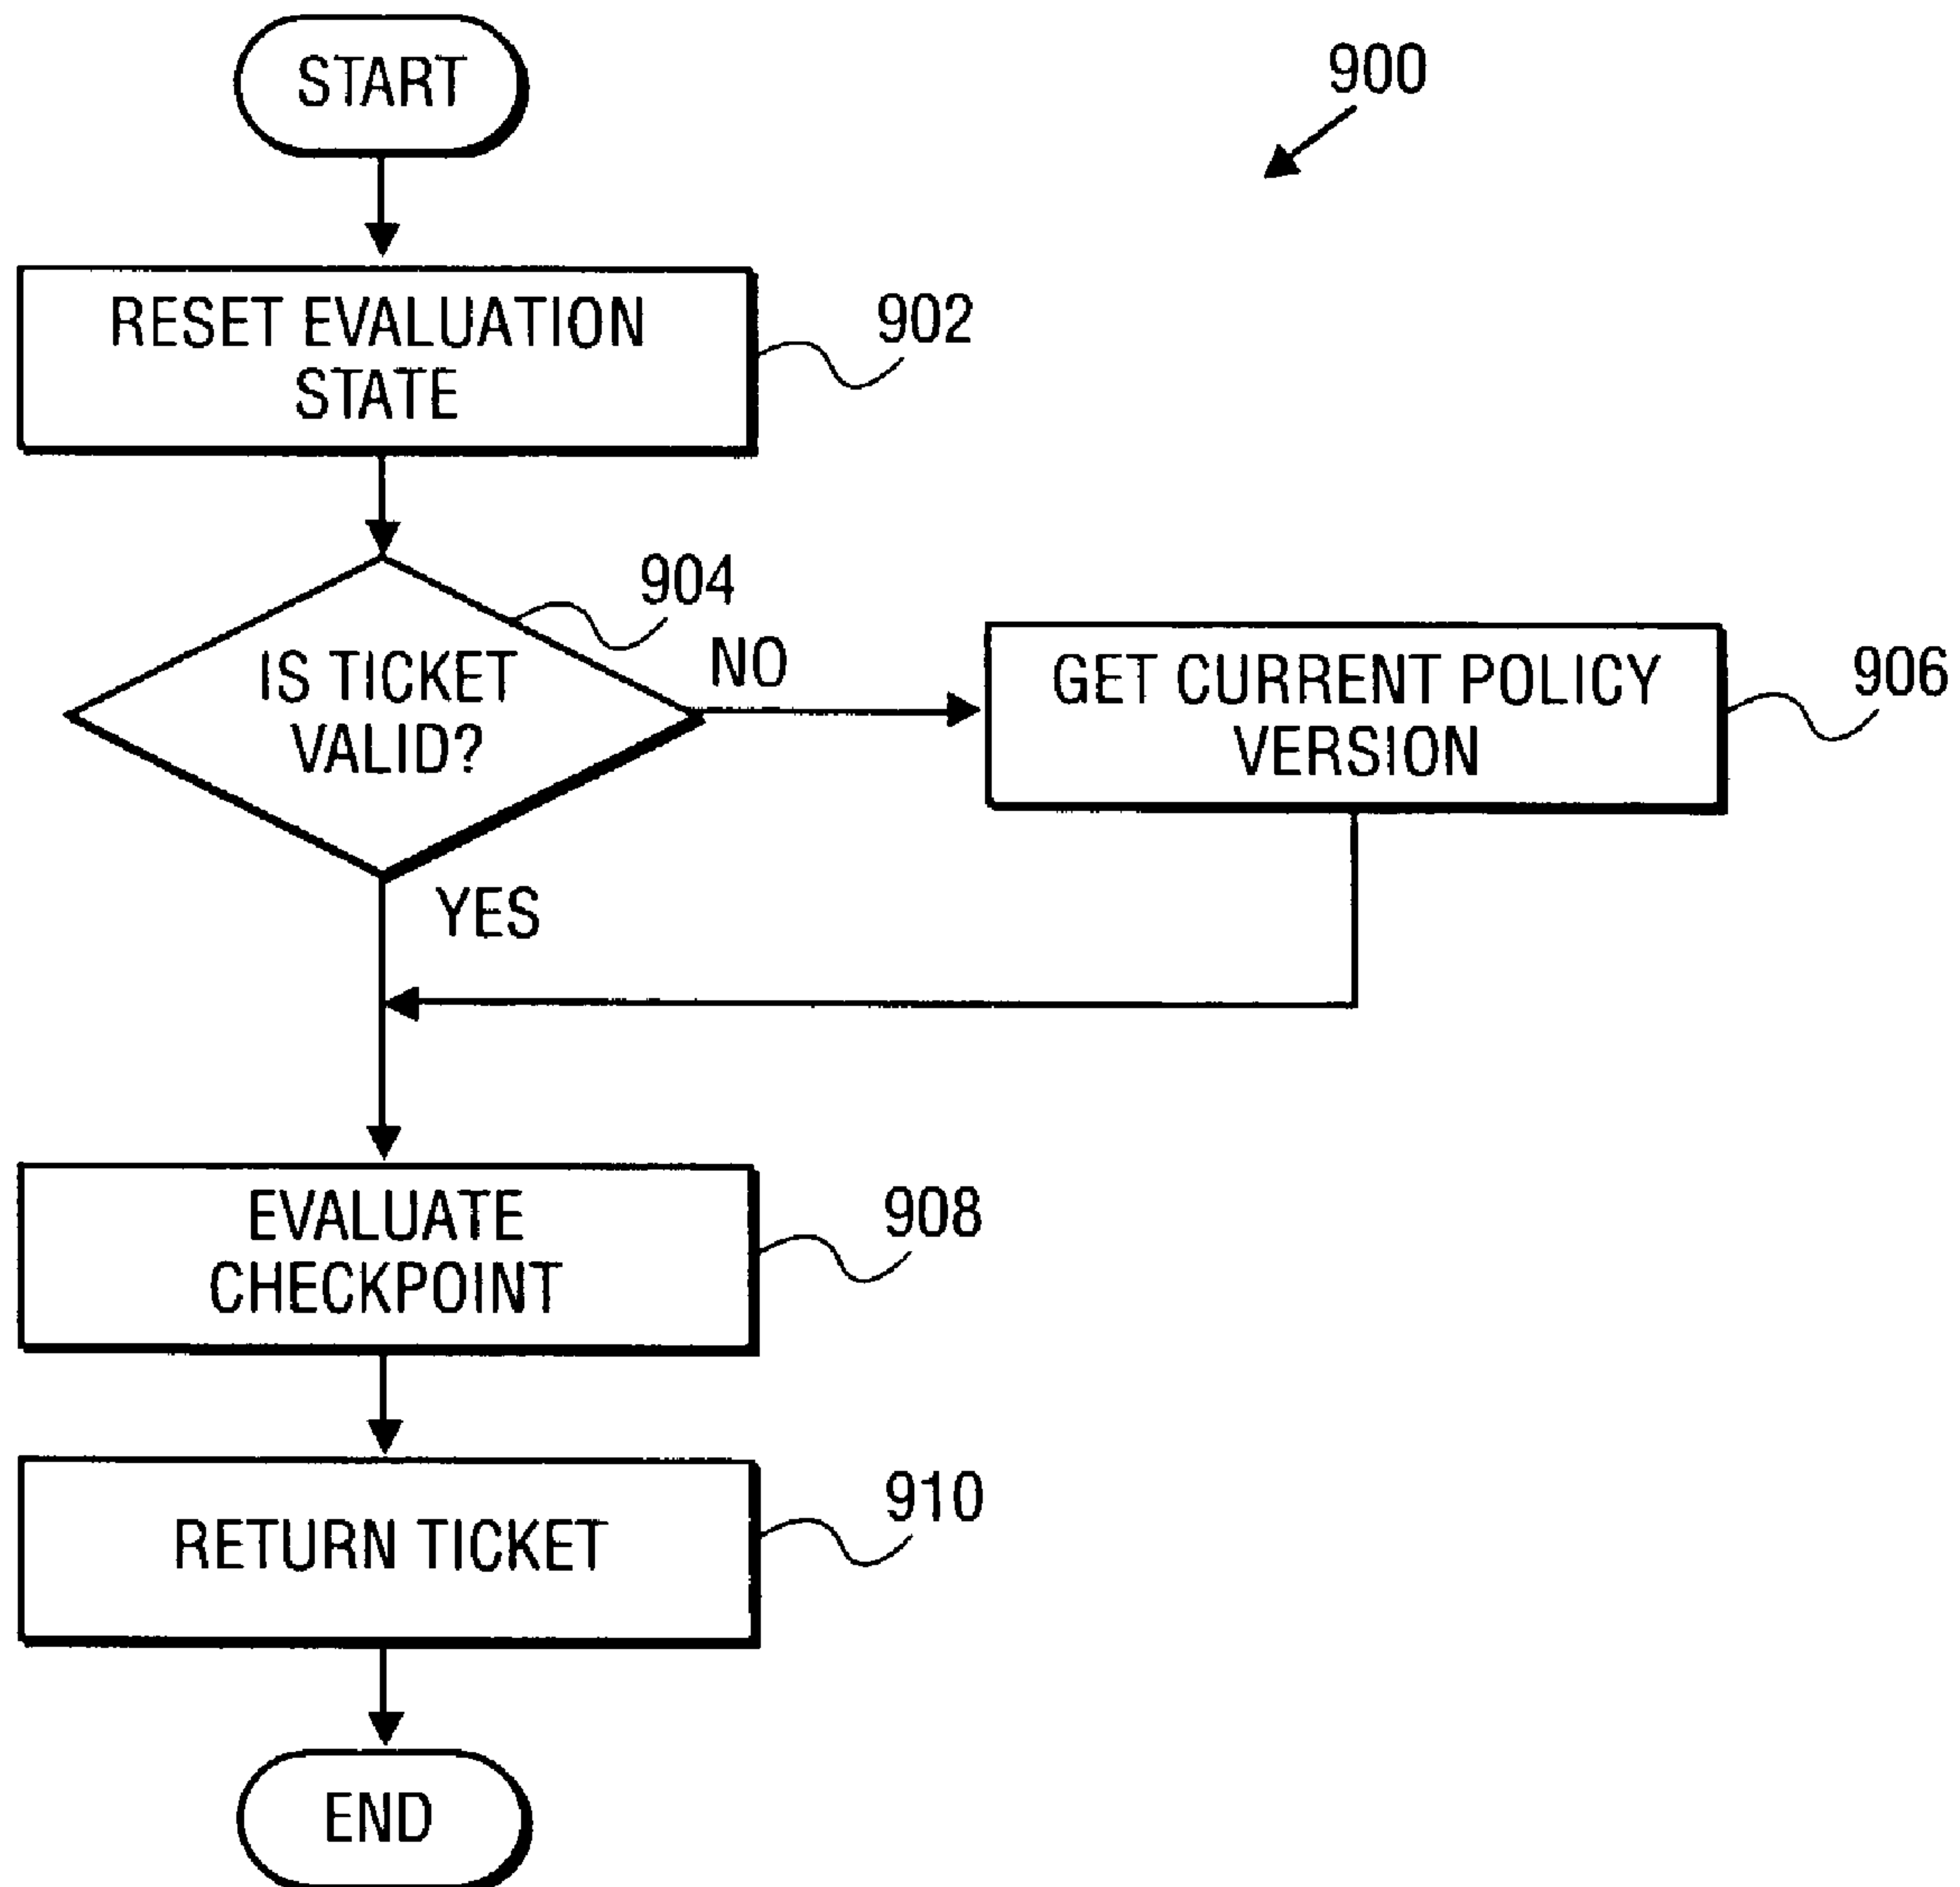 START
900
RESET EVALUATION
STATE
902
904
IS TICKET
VALID?
NO
GET CURRENT POLICY
VERSION
906
YES
EVALUATE
CHECKPOINT
908
RETURN TICKET
910
END